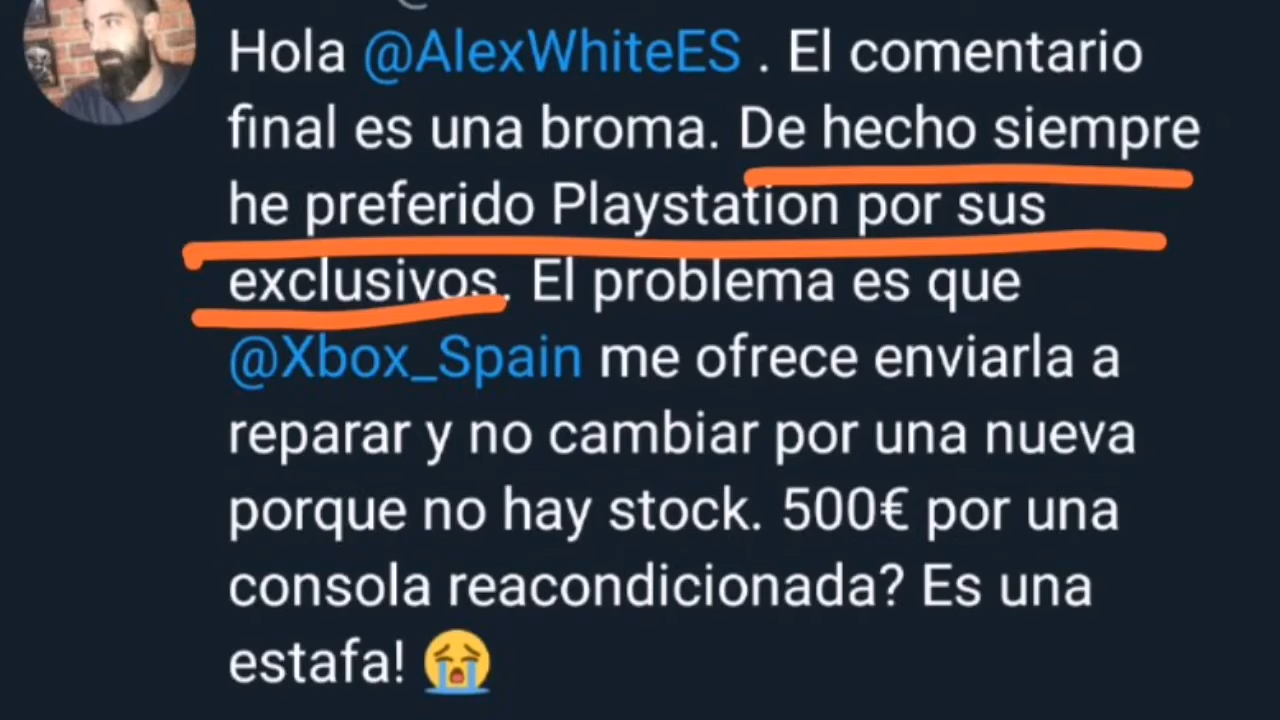 Hola @AlexWhiteES . El comentario
final es una broma. De hecho siempre
he preferido Playstation por sus
exclusivos. El problema es que
@Xbox_Spain me ofrece enviarla a
reparar y no cambiar por una nueva
porque no hay stock. 500€ por una
consola reacondicionada? Es una
estafa! 😭